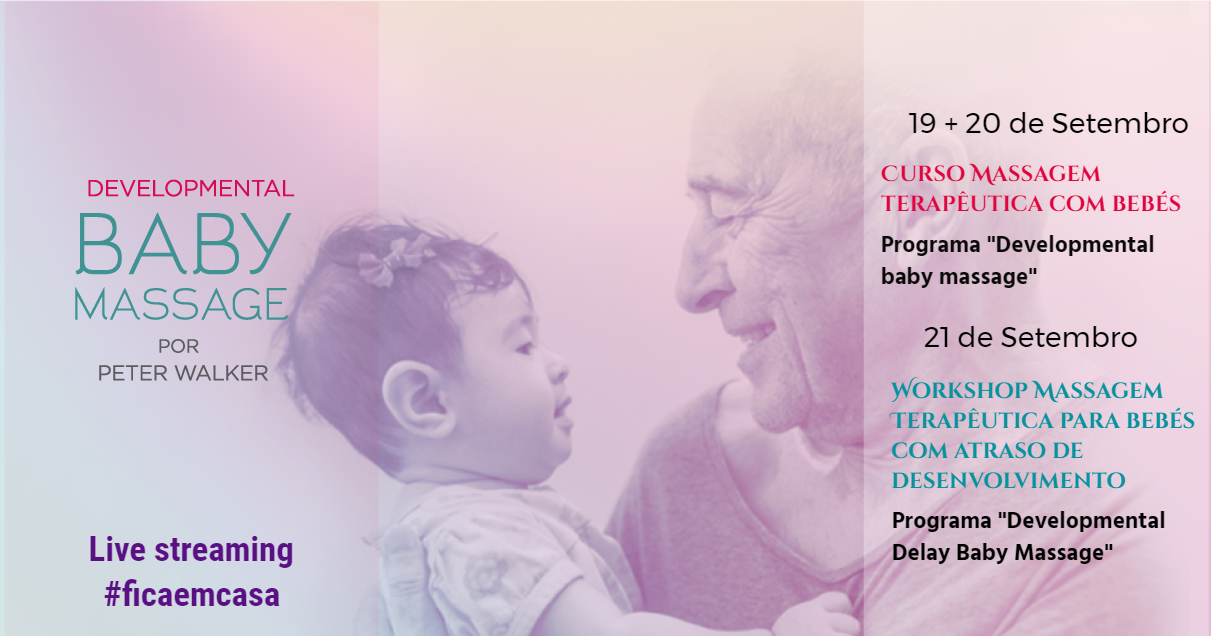 DEVELOPMENTAL
BABY
MASSAGE
POR
PETER WALKER
Live streaming
#ficaemcasa
19 + 20 de Setembro
Curso Massagem
Terapêutica com bebés
Programa "Developmental
baby massage"
21 de Setembro
Workshop Massagem
Terapêutica para bebés
com atraso de
desenvolvimento
Programa "Developmental
Delay Baby Massage"